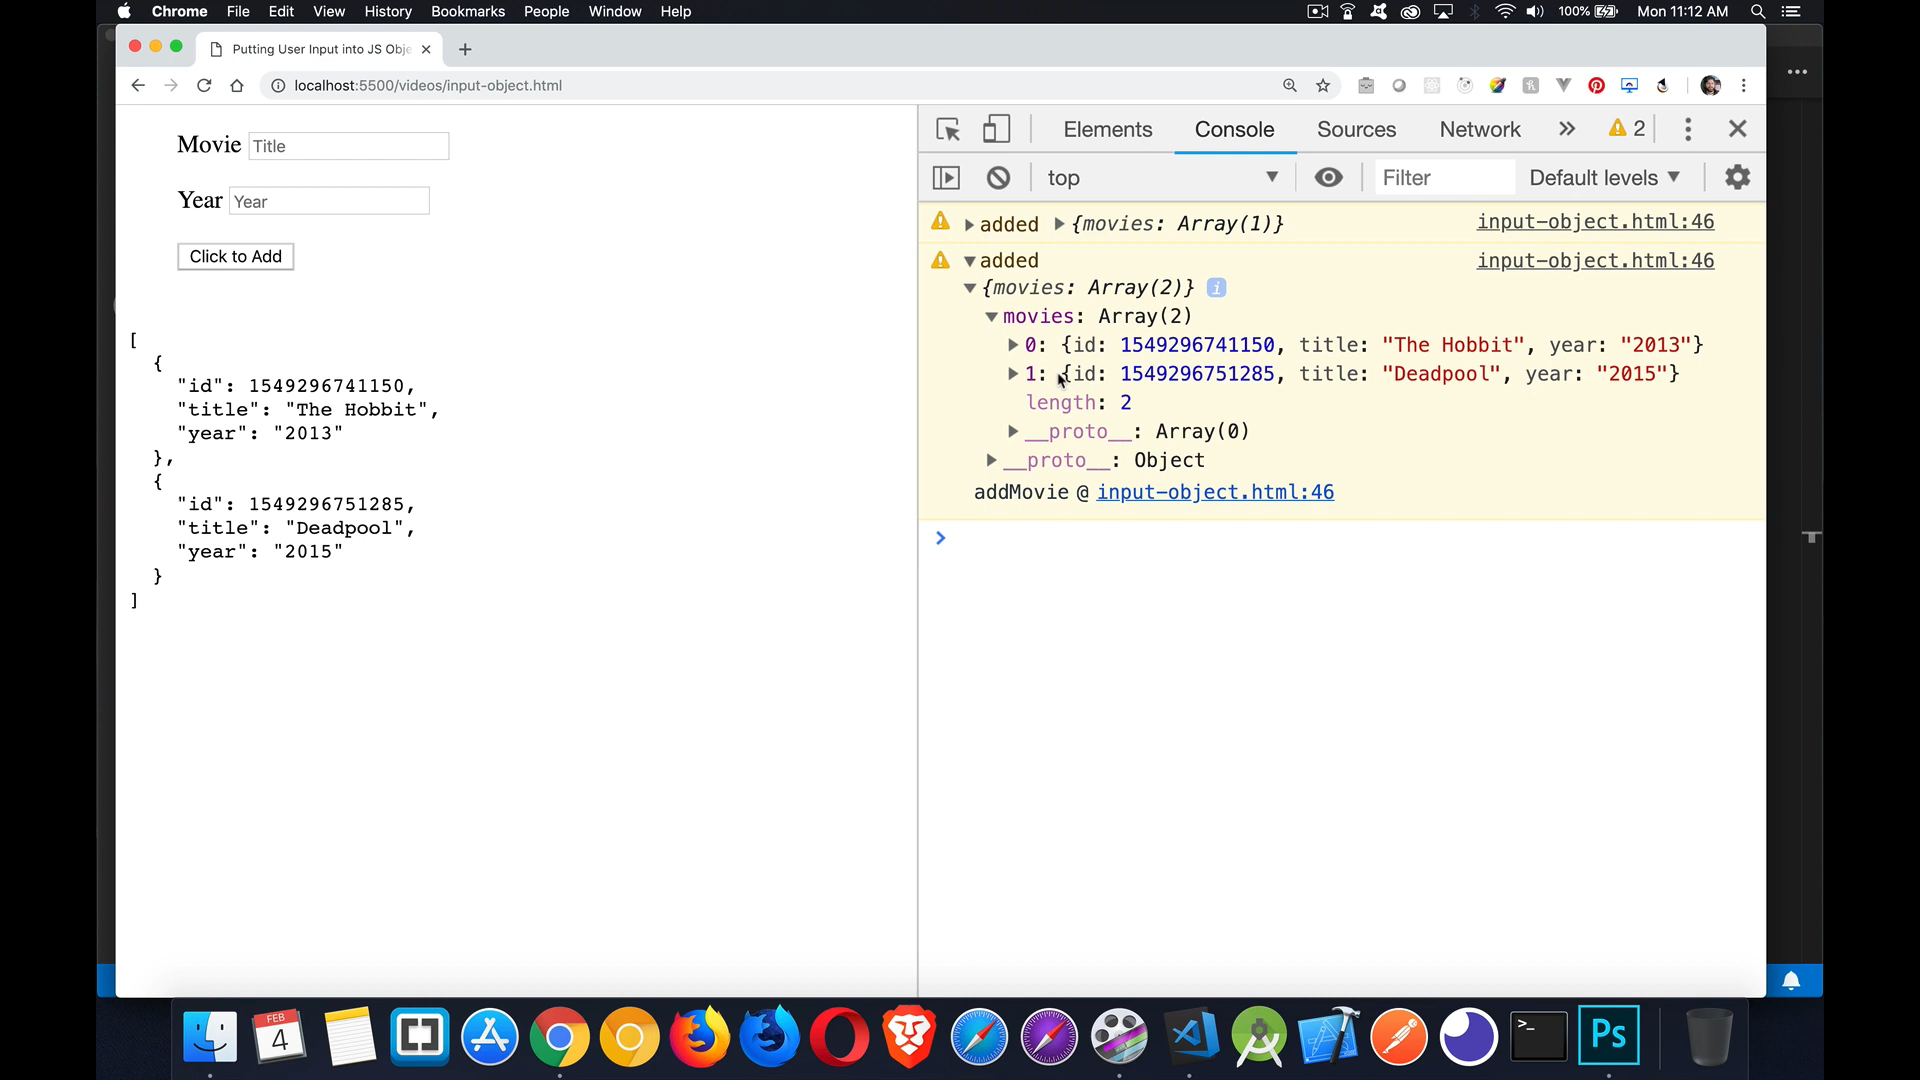 Chrome File Edit View History Bookmarks People Window Help 100% Mon 11:12 AM
Putting User Input into JS Obje
localhost:5500/videos/input-object.html
Movie Title
Year Year
Click to Add
[
{
"id": 1549296741150,
"title": "The Hobbit",
"year": "2013"
},
{
"id": 1549296751285,
"title": "Deadpool",
"year": "2015"
}
]
Elements Console Sources Network 2
top Filter Default levels
added {movies: Array(1)} input-object.html:46
added input-object.html:46
{movies: Array(2)} i
movies: Array(2)
0: {id: 1549296741150, title: "The Hobbit", year: "2013"}
1: {id: 1549296751285, title: "Deadpool", year: "2015"}
length: 2
__proto__: Array(0)
__proto__: Object
addMovie @ input-object.html:46
FEB
4
>_
Ps